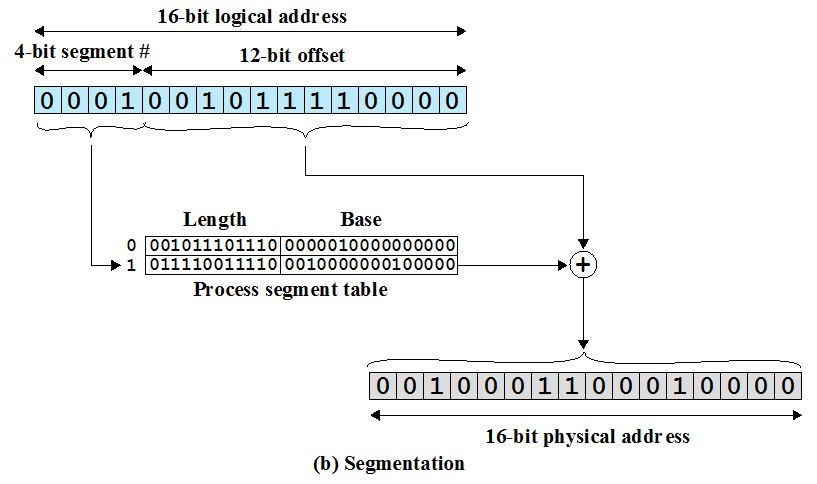 16-bit logical address
4-bit segment #
12-bit offset
0 0 0 1 0 0 1 0 1 1 1 1 0 0 0 0
Length Base
0 001011101110 0000010000000000
1 011110011110 0010000000100000
Process segment table
+
0 0 1 0 0 0 1 1 0 0 0 1 0 0 0 0
16-bit physical address
(b) Segmentation